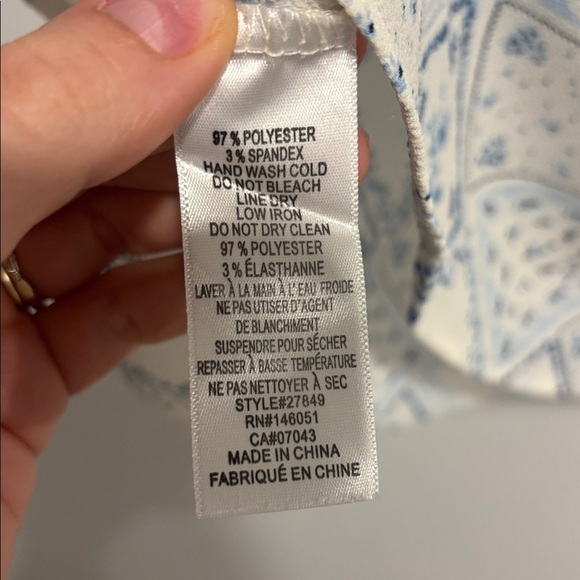 97 % POLYESTER
3 % SPANDEX
HAND WASH COLD
DO NOT BLEACH
LINE DRY
LOW IRON
DO NOT DRY CLEAN
97 % POLYESTER
3 % ÉLASTHANNE
LAVER À LA MAIN À L' EAU FROIDE
NE PAS UTISER D'AGENT
DE BLANCHIMENT
SUSPENDRE POUR SÉCHER
REPASSER À BASSE TEMPÉRATURE
NE PAS NETTOYER À SEC
STYLE#27849
RN#146051
CA#07043
MADE IN CHINA
FABRIQUÉ EN CHINE